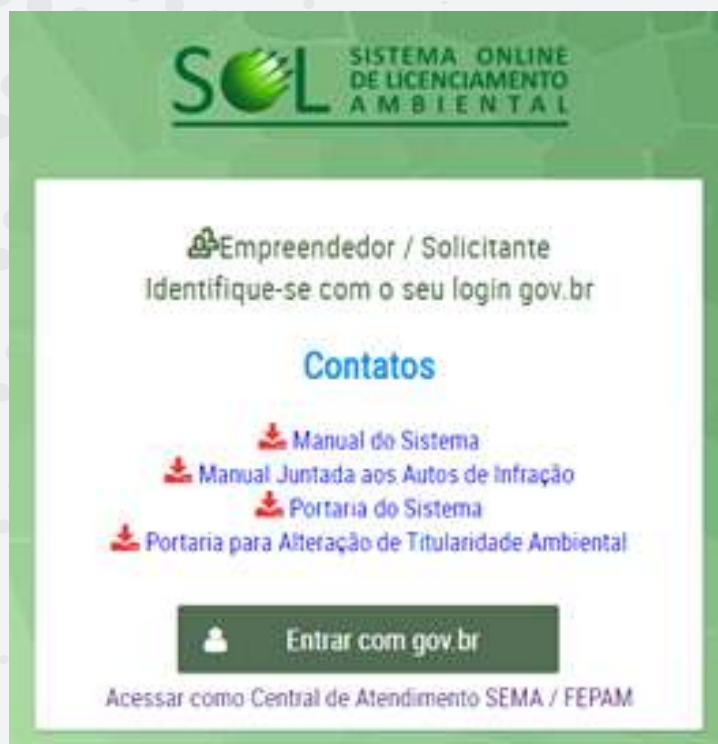 SOL SISTEMA ONLINE
DE LICENCIAMENTO
AMBIENTAL
Empreendedor / Solicitante
Identifique-se com o seu login gov.br
Contatos
Manual do Sistema
Manual Juntada aos Autos de Infração
Portaria do Sistema
Portaria para Alteração de Titularidade Ambiental
Entrar com gov.br
Acessar como Central de Atendimento SEMA / FEPAM